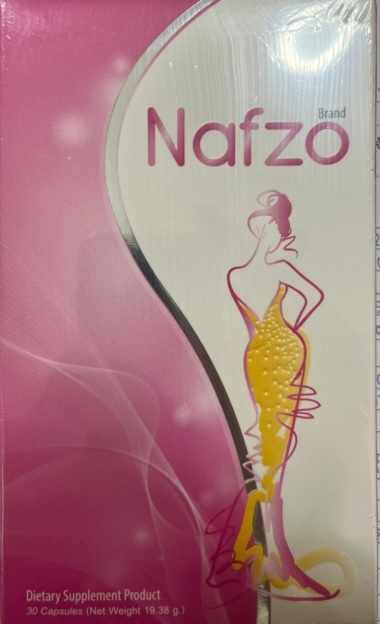 Brand
Nafzo
Dietary Supplement Product
30 Capsules (Net Weight 19.38 g.)